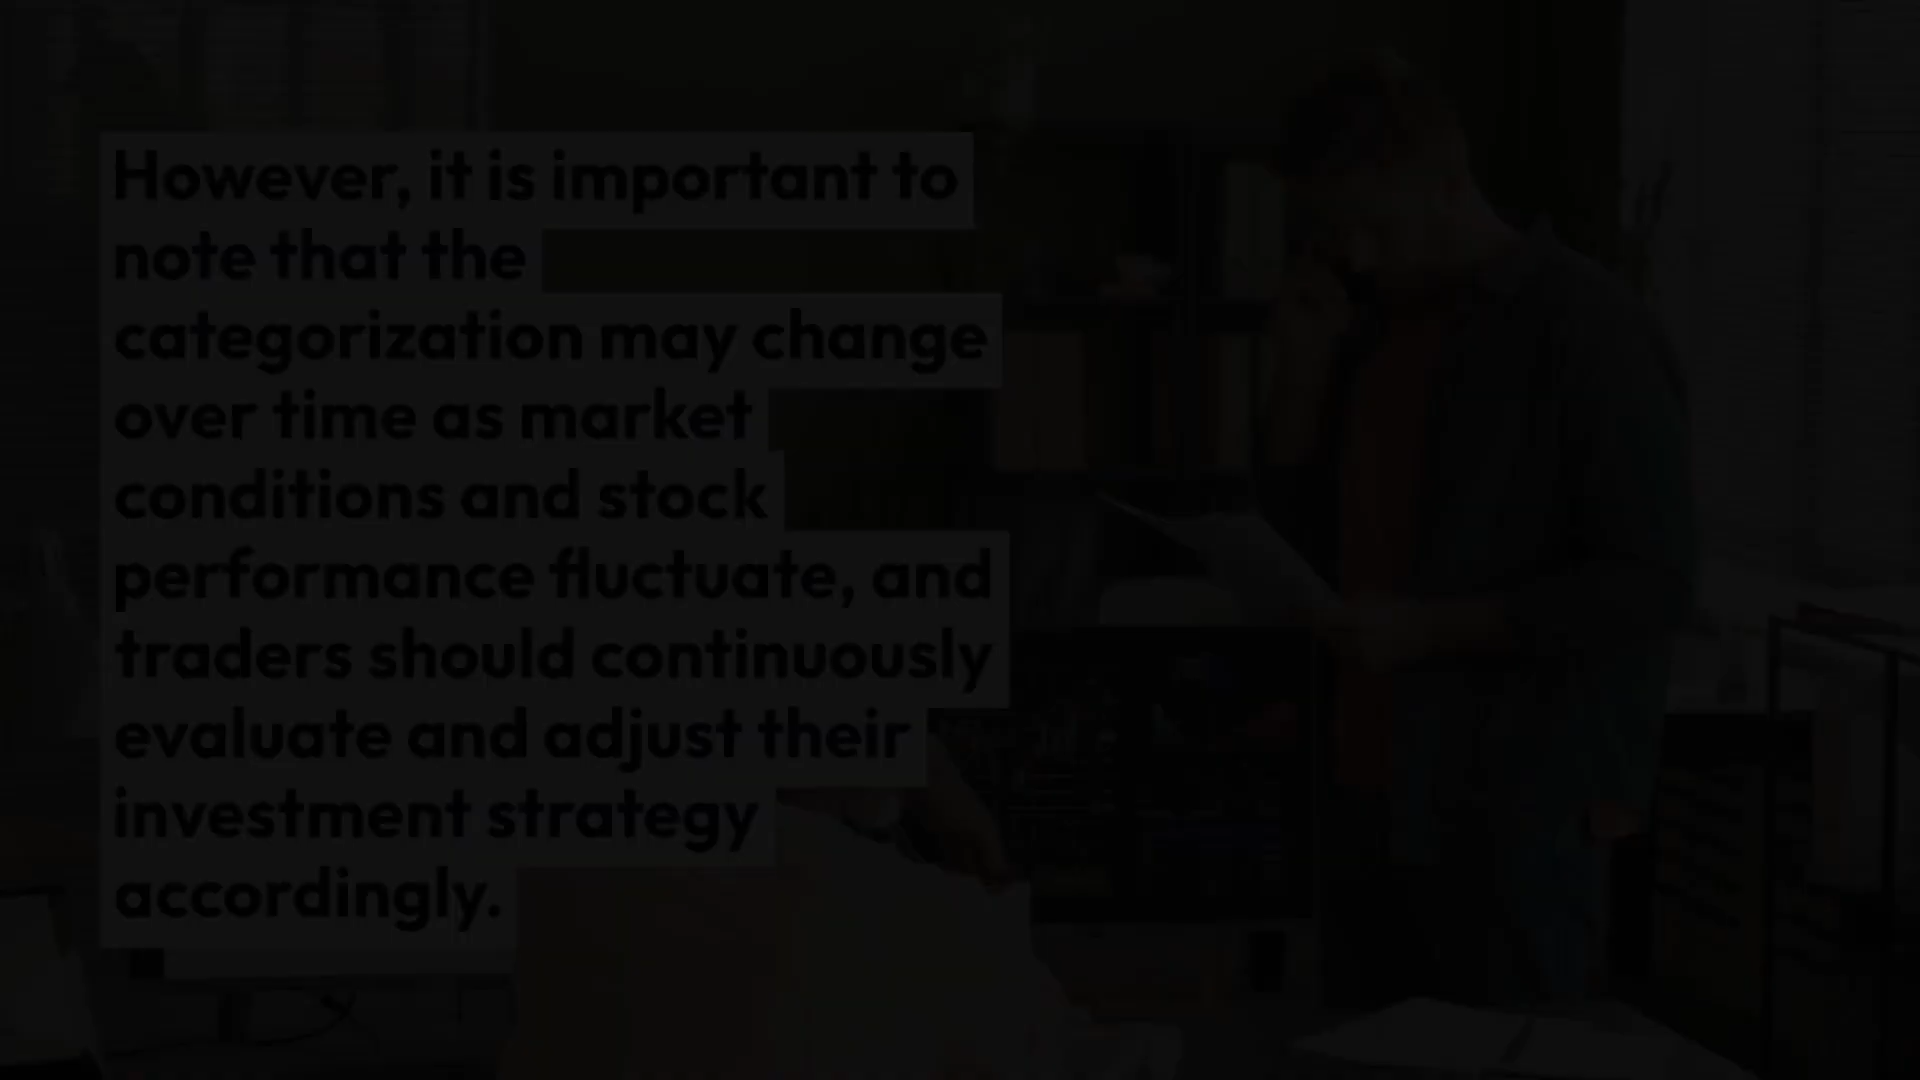 However, it is important to
note that the
categorization may change
over time as market
conditions and stock
performance fluctuate, and
traders should continuously
evaluate and adjust their
investment strategy
accordingly.